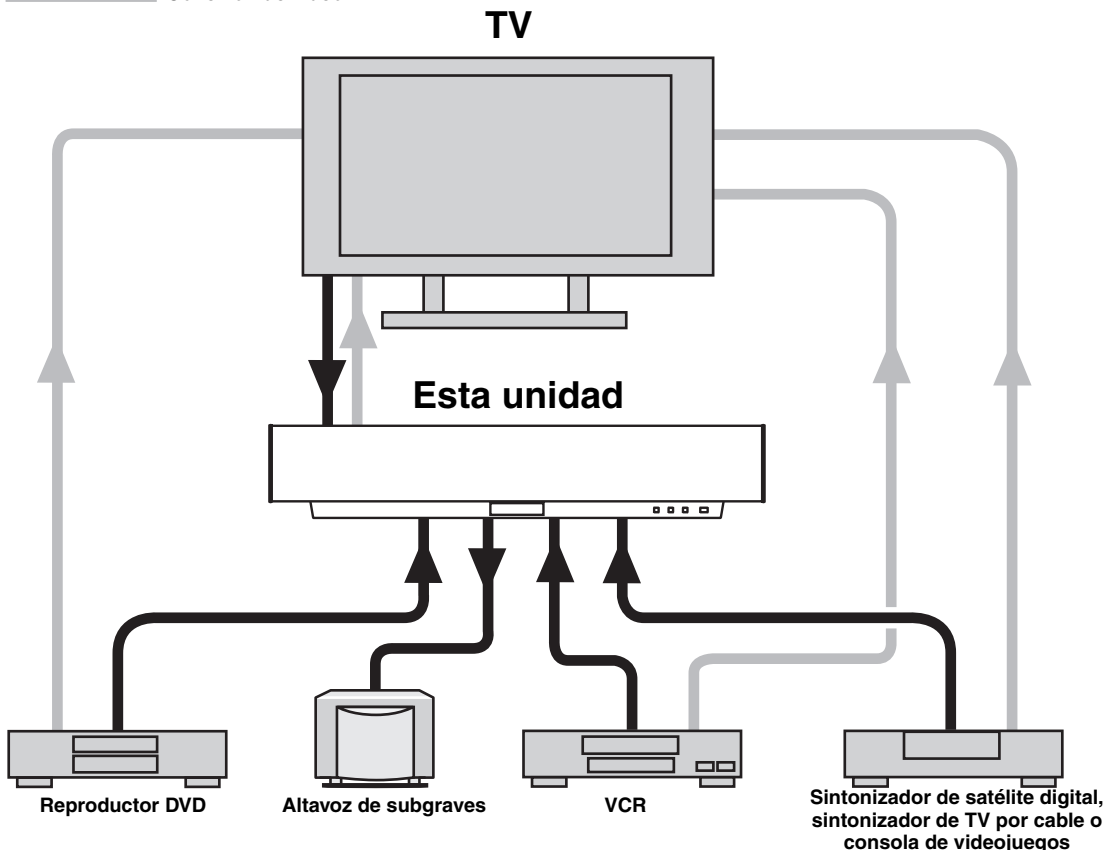 TV
Esta unidad
Reproductor DVD
Altavoz de subgraves
VCR
Sintonizador de satélite digital,
sintonizador de TV por cable o
consola de videojuegos